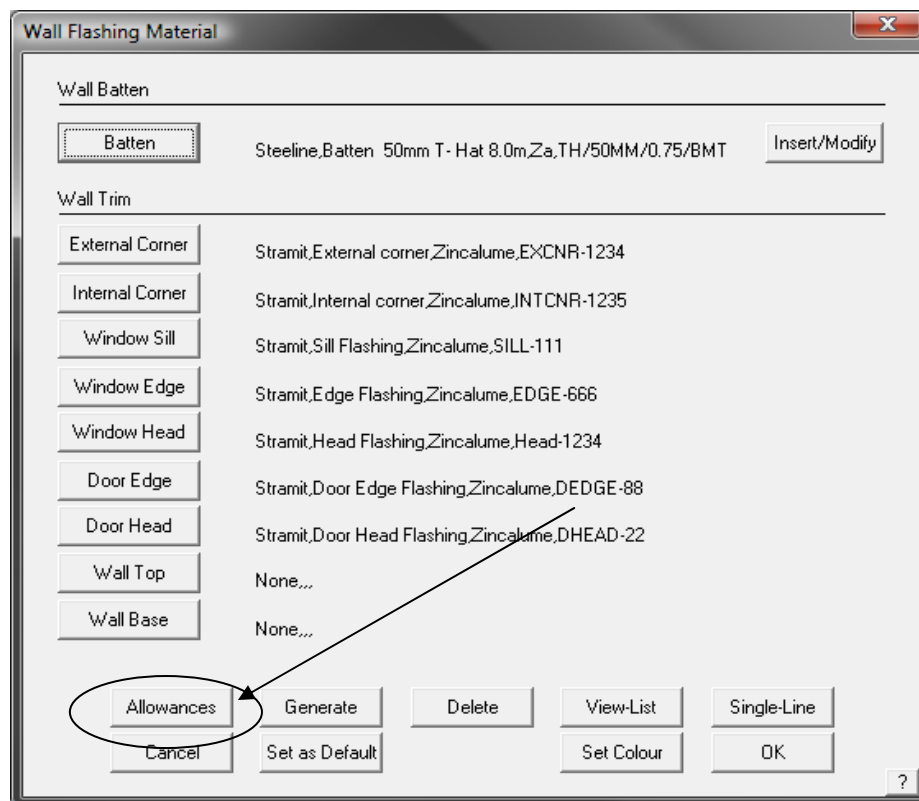 Wall Flashing Material
Wall Batten
Batten Steeline,Batten 50mm T- Hat 8.0m,Za,TH/50MM/0.75/BMT Insert/Modify
Wall Trim
External Corner Stramit,External corner,Zincalume,EXCNR-1234
Internal Corner Stramit,Internal corner,Zincalume,INTCNR-1235
Window Sill Stramit,Sill Flashing,Zincalume,SILL-111
Window Edge Stramit,Edge Flashing,Zincalume,EDGE-666
Window Head Stramit,Head Flashing,Zincalume,Head-1234
Door Edge Stramit,Door Edge Flashing,Zincalume,DEDGE-88
Door Head Stramit,Door Head Flashing,Zincalume,DHEAD-22
Wall Top None,,,
Wall Base None,,,
Allowances Generate Delete View-List Single-Line
Cancel Set as Default Set Colour OK
?